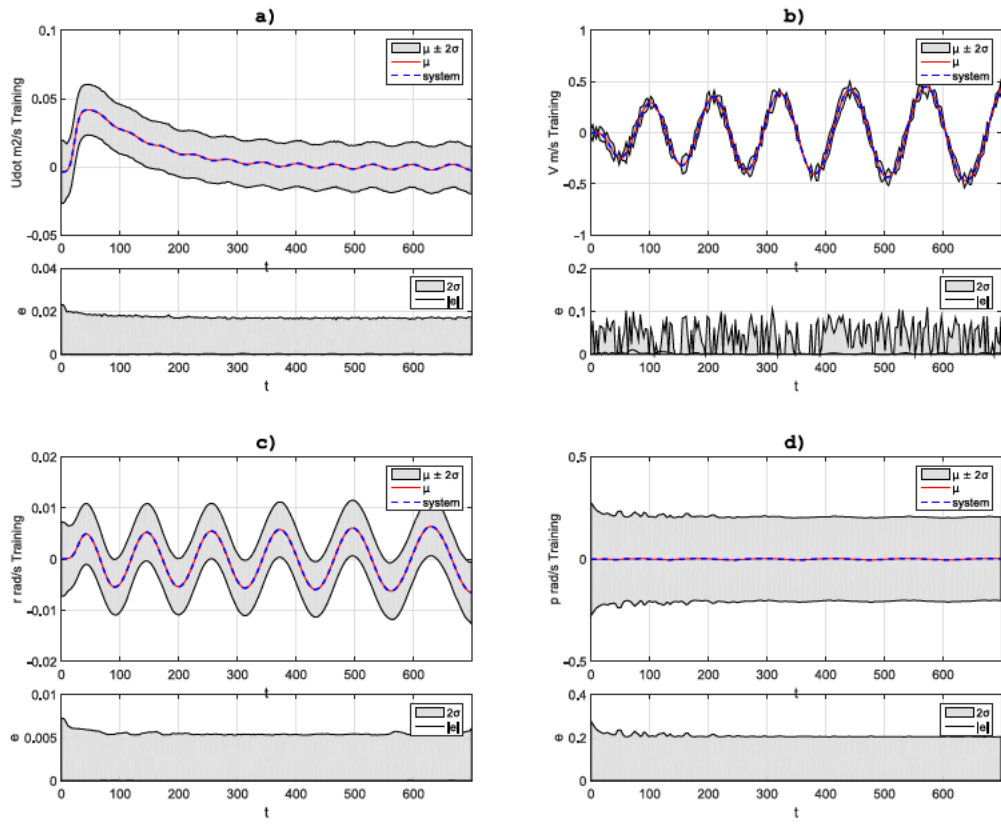 a)
0.1
0.05
0
-0.05
Udot m2/s Training
μ ± 2σ
μ
system
0 100 200 300 400 500 600
t
0.04
0.02
0
e
2σ
|e|
0 100 200 300 400 500 600
t
b)
1
0.5
0
-0.5
-1
V m/s Training
μ ± 2σ
μ
system
0 100 200 300 400 500 600
t
0.2
0.1
0
e
2σ
|e|
0 100 200 300 400 500 600
t
c)
0.02
0.01
0
-0.01
-0.02
r rad/s Training
μ ± 2σ
μ
system
0 100 200 300 400 500 600
t
0.01
0.005
0
e
2σ
|e|
0 100 200 300 400 500 600
t
d)
0.5
0
-0.5
p rad/s Training
μ ± 2σ
μ
system
0 100 200 300 400 500 600
t
0.4
0.2
0
e
2σ
|e|
0 100 200 300 400 500 600
t